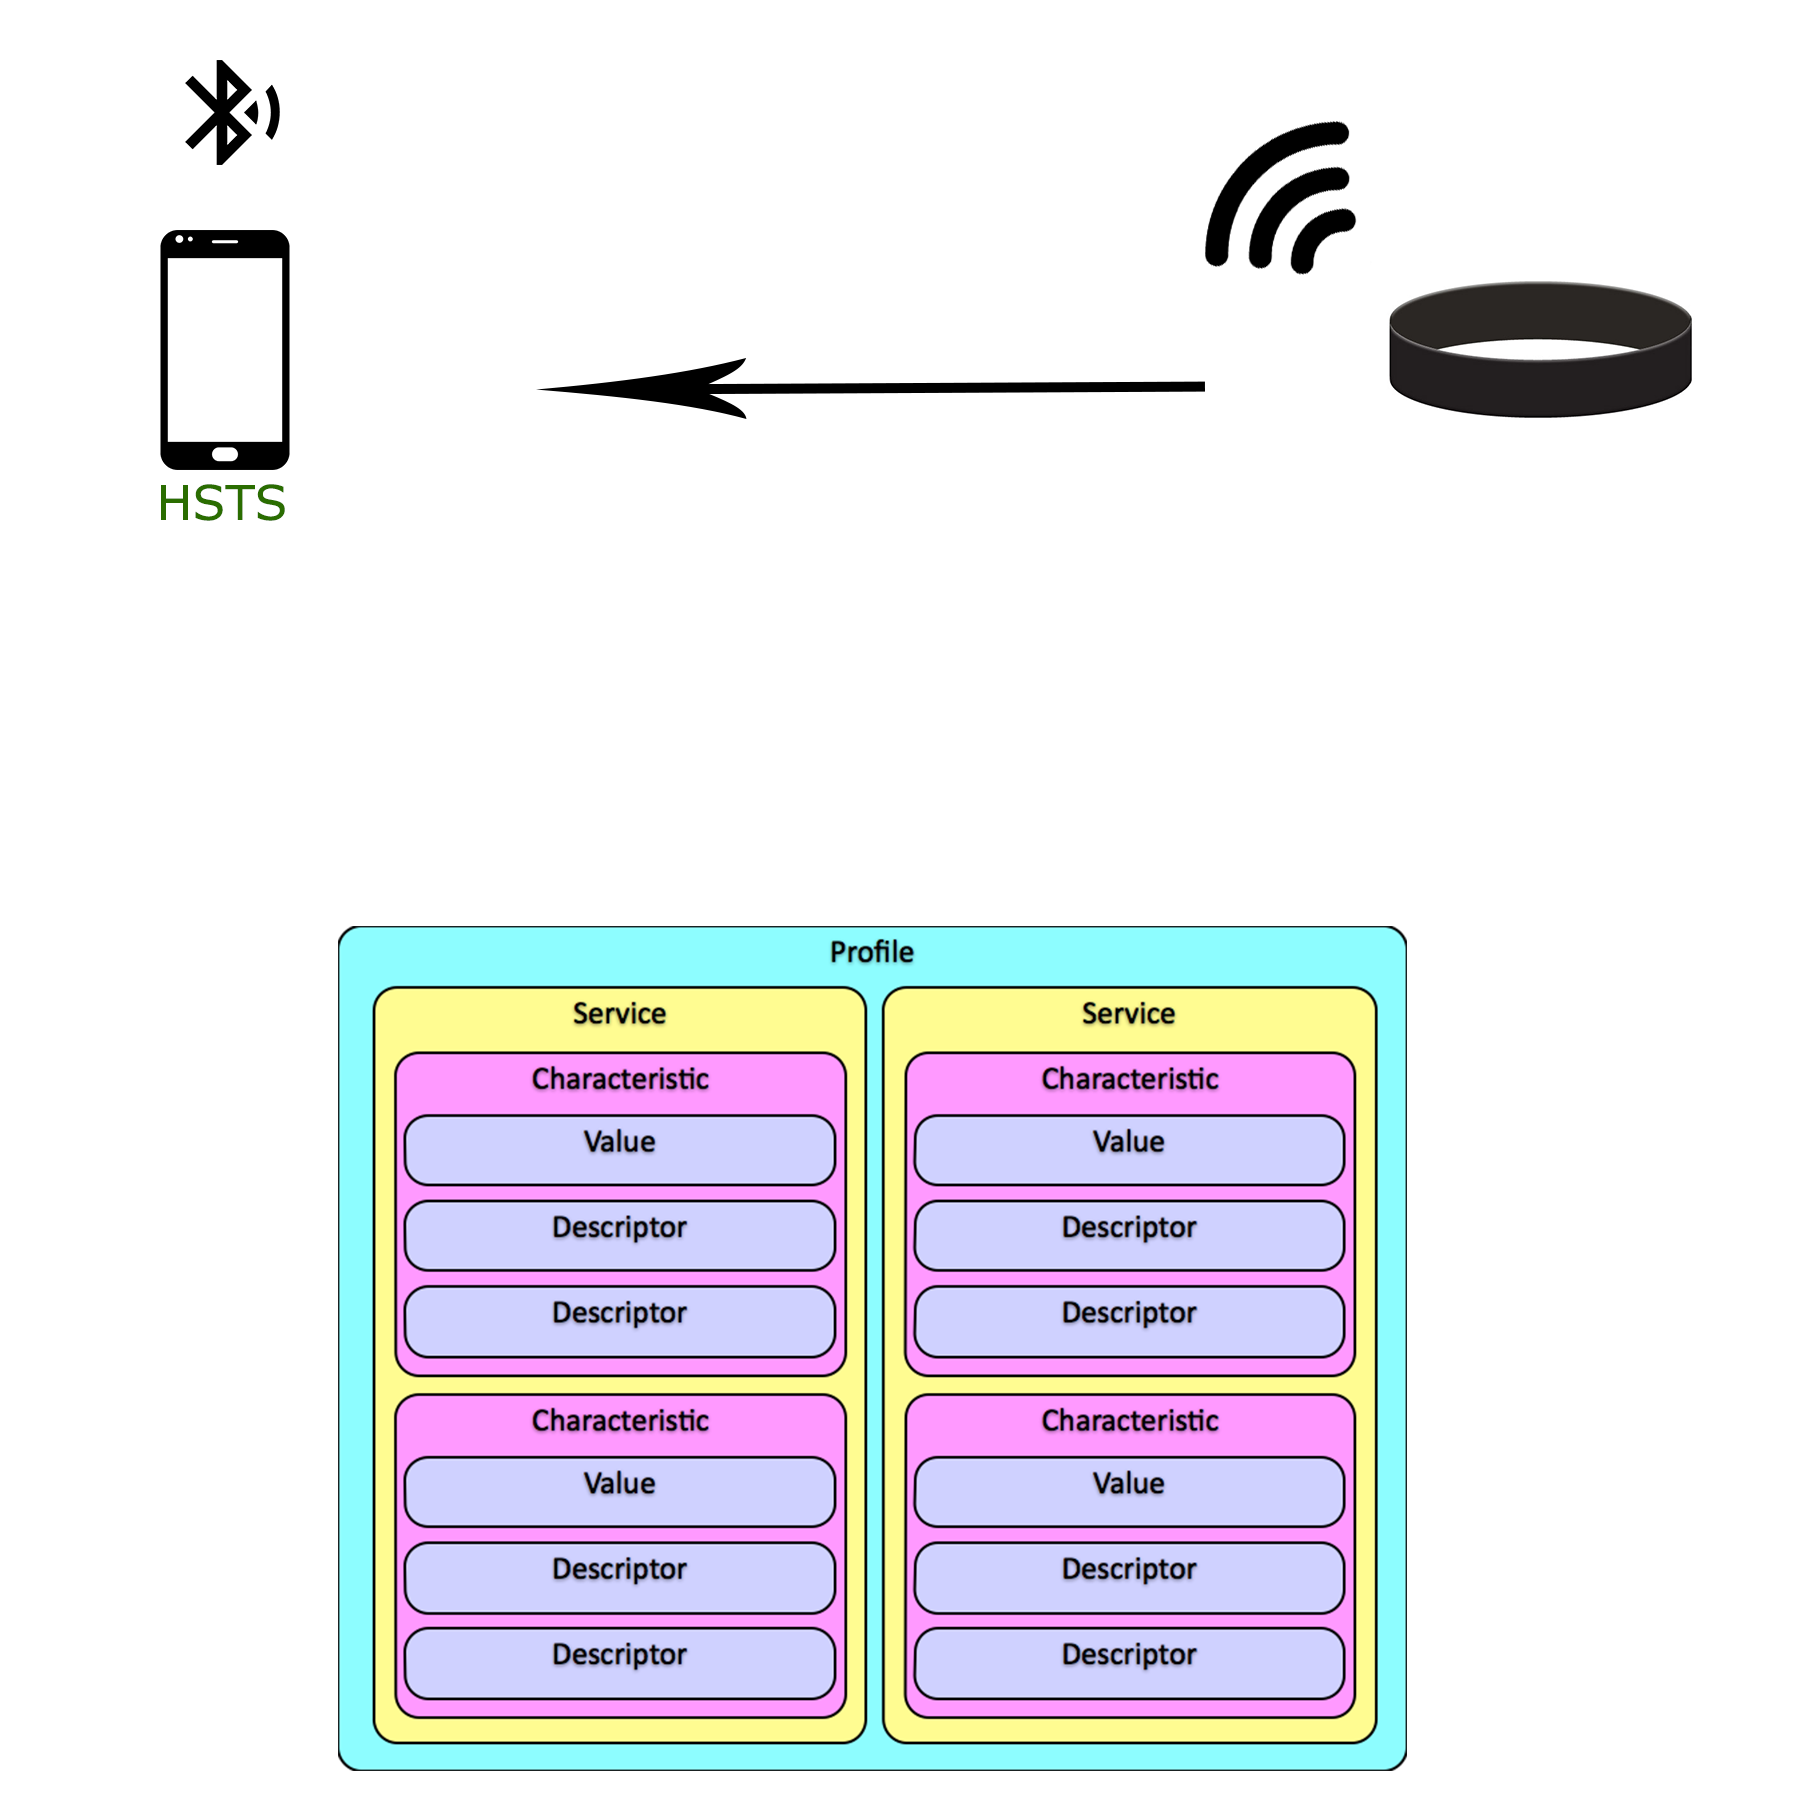 HSTS
Profile
Service
Characteristic
Value
Descriptor
Descriptor
Characteristic
Value
Descriptor
Descriptor
Service
Characteristic
Value
Descriptor
Descriptor
Characteristic
Value
Descriptor
Descriptor